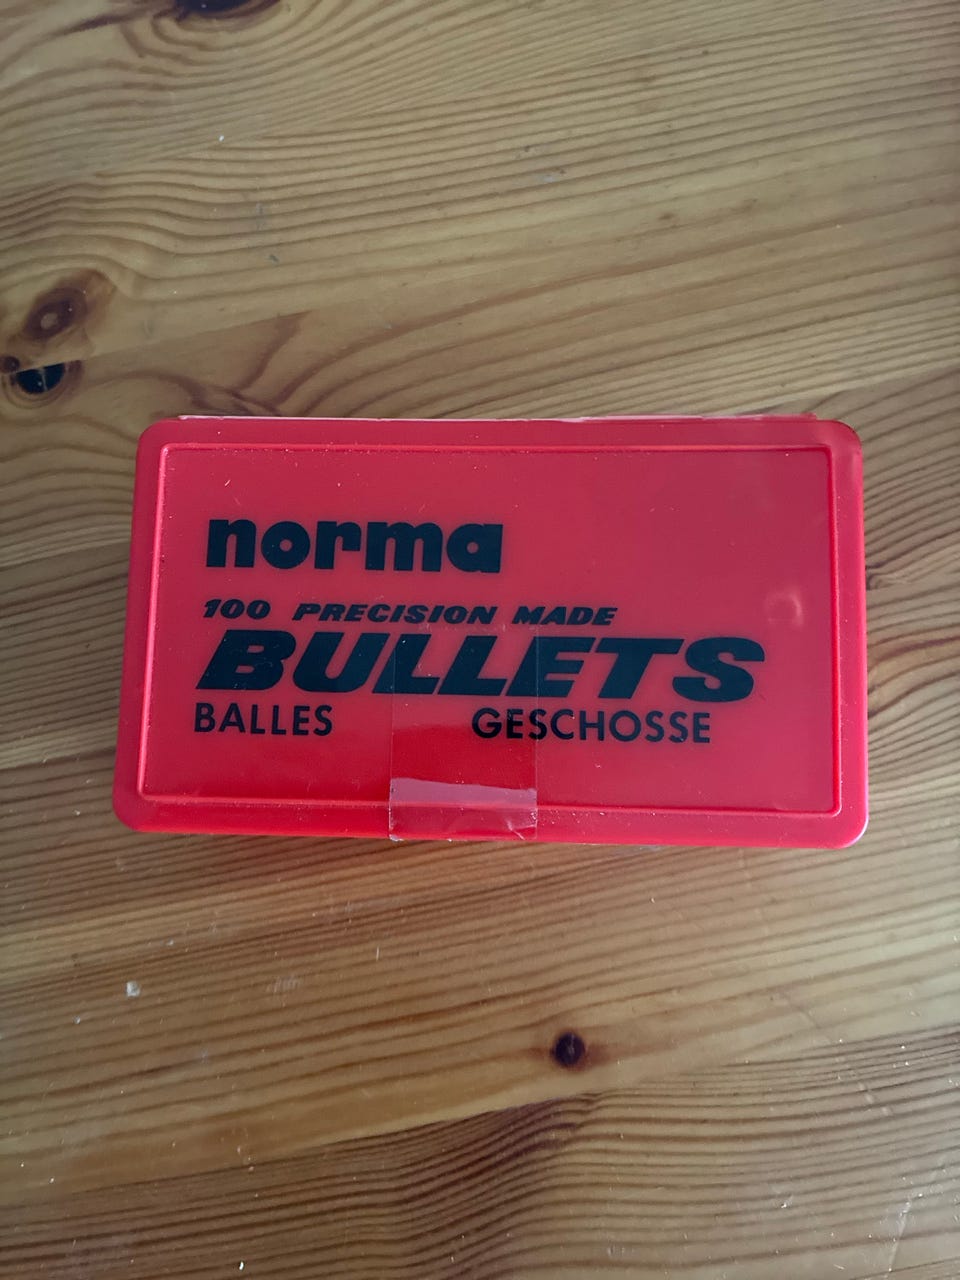 norma
100 PRECISION MADE
BULLETS
BALLES GESCHOSSE